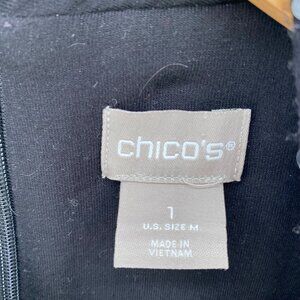 chico's®
1
U.S. SIZE M
MADE IN
VIETNAM